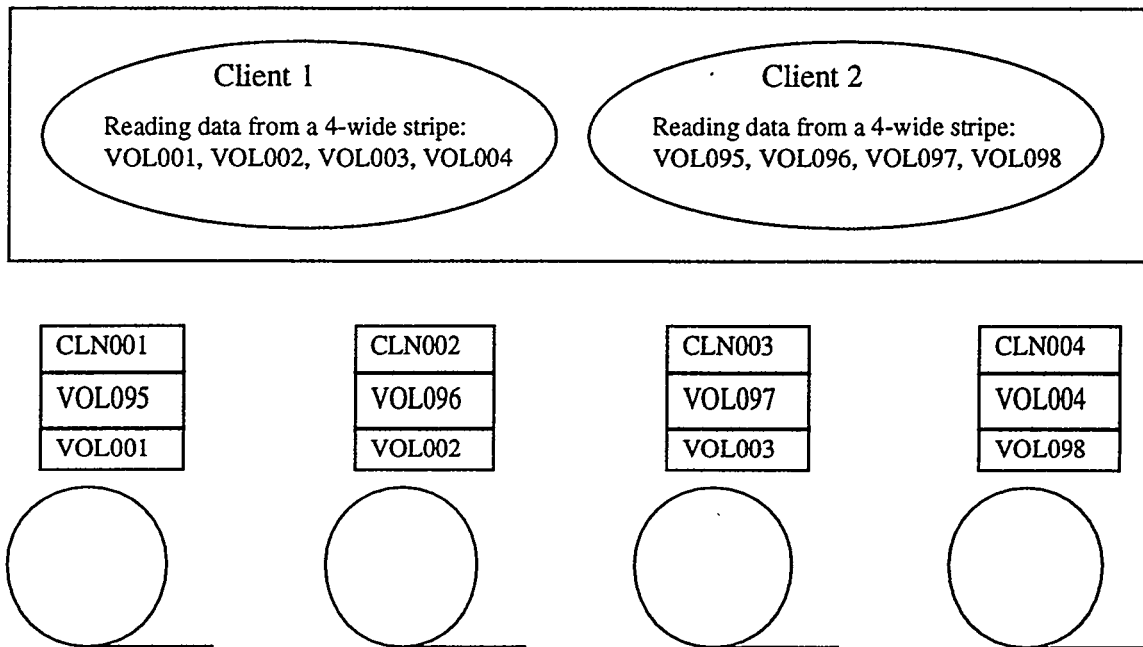 Client 1
Reading data from a 4-wide stripe:
VOL001, VOL002, VOL003, VOL004
Client 2
Reading data from a 4-wide stripe:
VOL095, VOL096, VOL097, VOL098
CLN001
VOL095
VOL001
CLN002
VOL096
VOL002
CLN003
VOL097
VOL003
CLN004
VOL004
VOL098